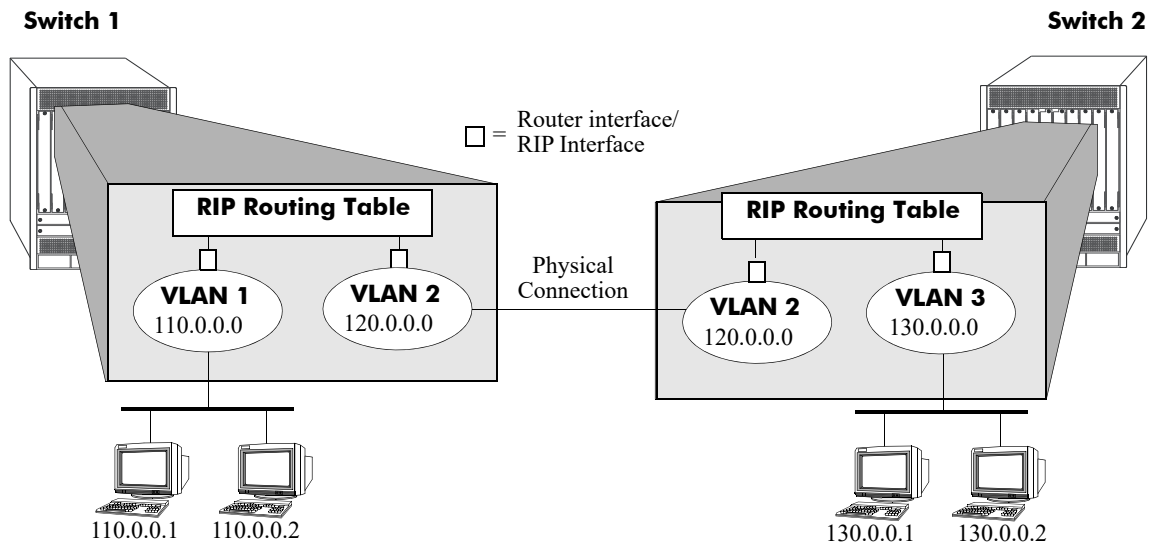 Switch 1
Switch 2
= Router interface/
RIP Interface
RIP Routing Table
VLAN 1
110.0.0.0
VLAN 2
120.0.0.0
Physical
Connection
RIP Routing Table
VLAN 2
120.0.0.0
VLAN 3
130.0.0.0
110.0.0.1
110.0.0.2
130.0.0.1
130.0.0.2